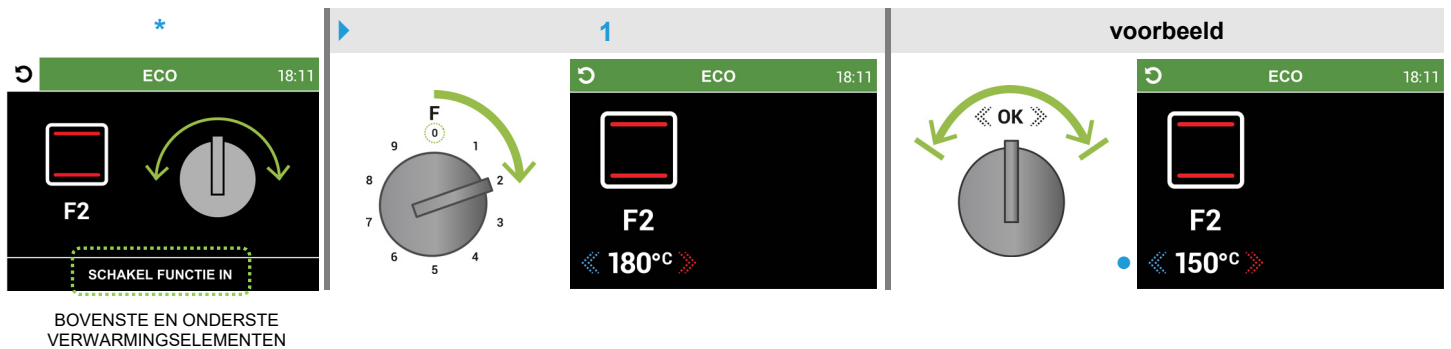 *
ECO 18:11
F2
SCHAKEL FUNCTIE IN
BOVENSTE EN ONDERSTE
VERWARMINGSELEMENTEN
1
F
0
1
2
3
4
5
6
7
8
9
ECO 18:11
F2
180°C
voorbeeld
OK
ECO 18:11
F2
150°C